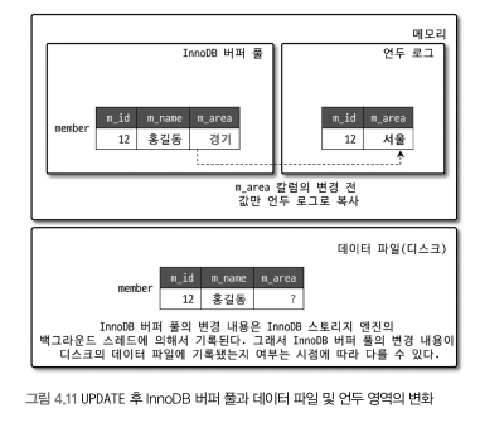 메모리
InnoDB 버퍼 풀
언두 로그
member
m_id m_name m_area
12 홍길동 경기
m_id m_area
12 서울
m_area 칼럼의 변경 전
값만 언두 로그로 복사
데이터 파일(디스크)
member
m_id m_name m_area
12 홍길동 ?
InnoDB 버퍼 풀의 변경 내용은 InnoDB 스토리지 엔진의
백그라운드 스레드에 의해서 기록된다. 그래서 InnoDB 버퍼 풀의 변경 내용이
디스크의 데이터 파일에 기록됐는지 여부는 시점에 따라 다를 수 있다.
그림 4.11 UPDATE 후 InnoDB 버퍼 풀과 데이터 파일 및 언두 영역의 변화